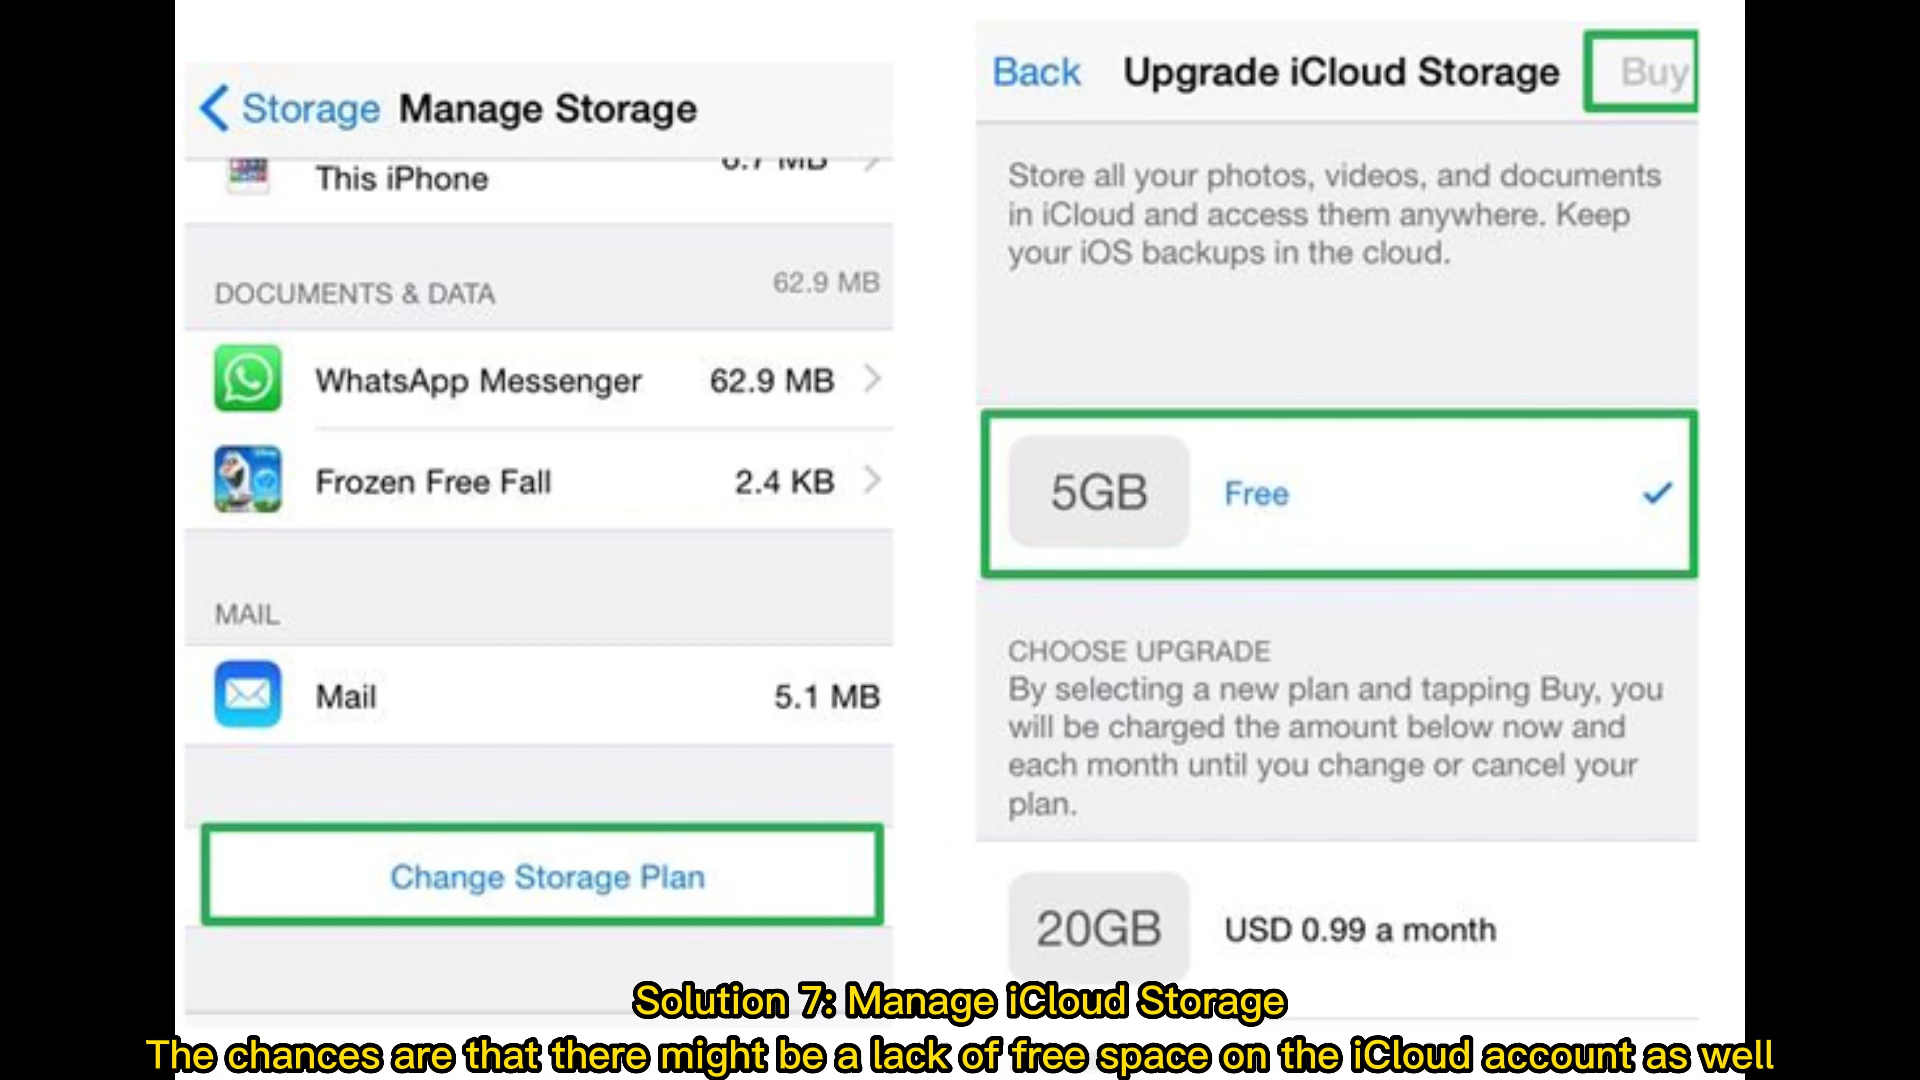 Storage Manage Storage
This iPhone
6.7 MB
DOCUMENTS & DATA
62.9 MB
WhatsApp Messenger
62.9 MB
Frozen Free Fall
2.4 KB
MAIL
Mail
5.1 MB
Change Storage Plan
Back Upgrade iCloud Storage Buy
Store all your photos, videos, and documents
in iCloud and access them anywhere. Keep
your iOS backups in the cloud.
5GB
Free
CHOOSE UPGRADE
By selecting a new plan and tapping Buy, you
will be charged the amount below now and
each month until you change or cancel your
plan.
20GB
USD 0.99 a month
Solution 7: Manage iCloud Storage
The chances are that there might be a lack of free space on the iCloud account as well